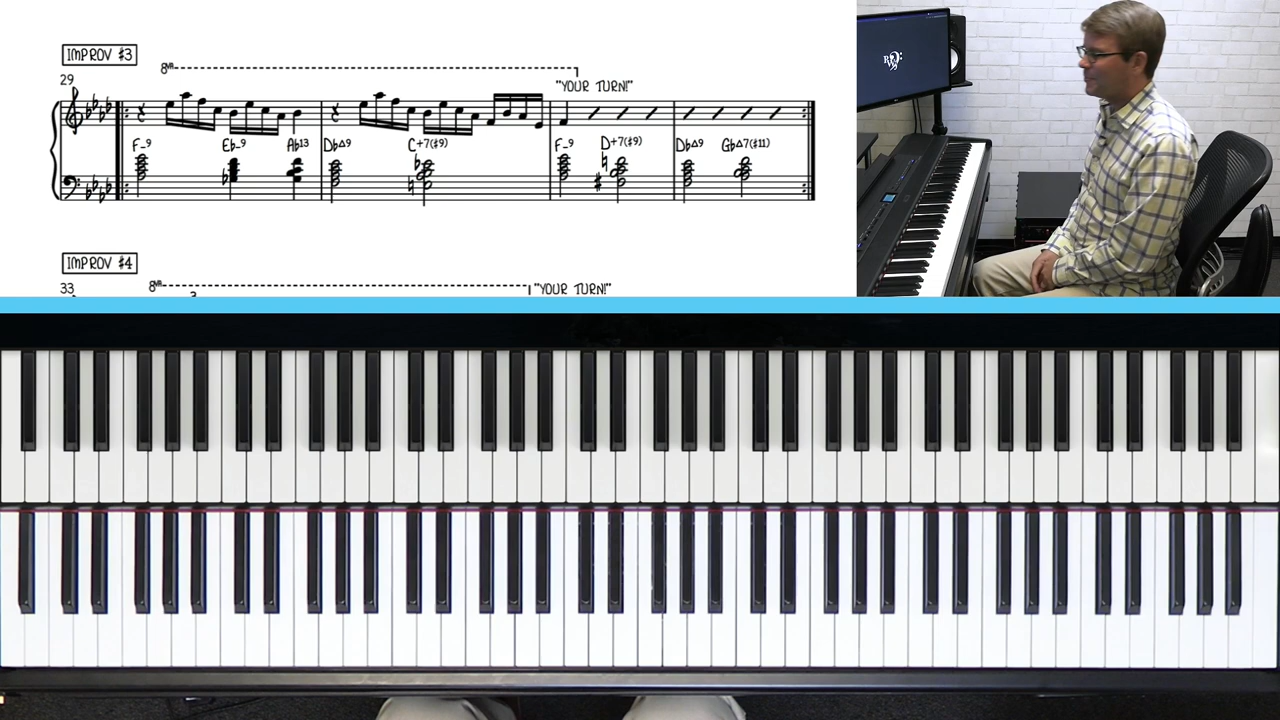 IMPROV #3
29
8va
"YOUR TURN!"
F-9 Eb-9 Ab13 Db∆9 C+7(♯9) F-9 D+7(♯9) Db∆9 Gb∆7(♯11)
IMPROV #4
33
8va
3
"YOUR TURN!"